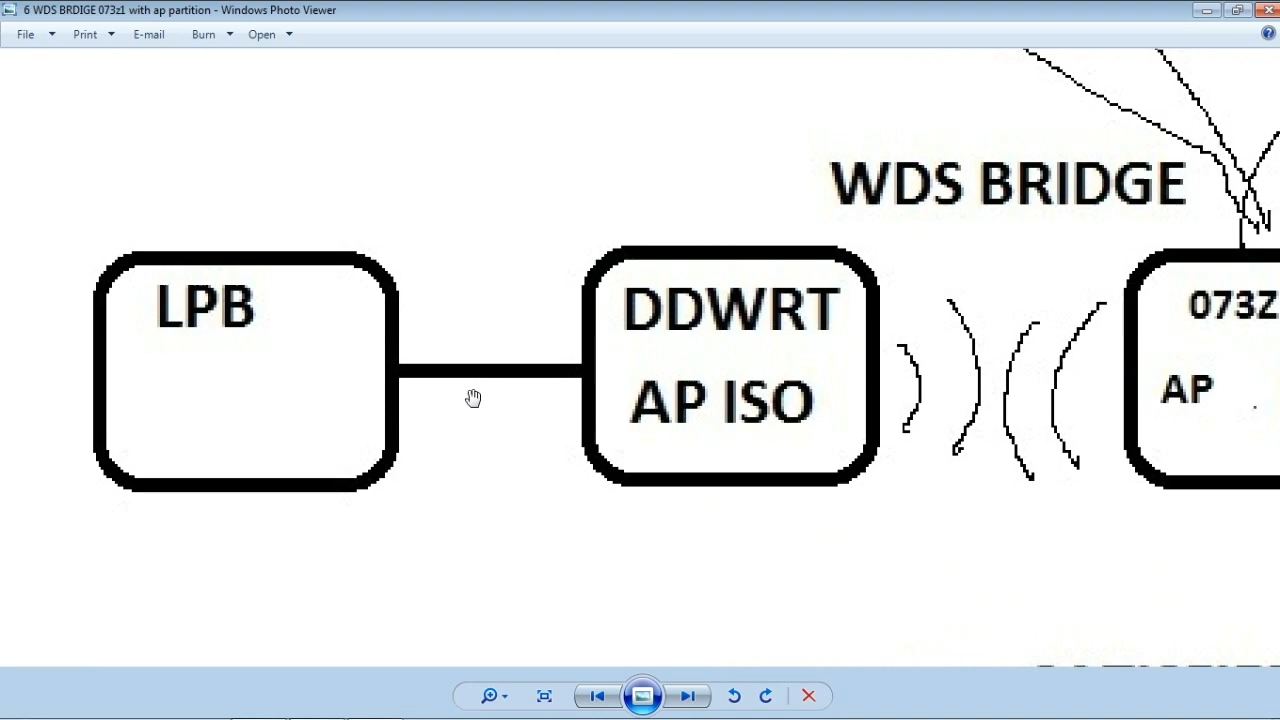 6 WDS BRDIGE 073z1 with ap partition - Windows Photo Viewer
File Print E-mail Burn Open
WDS BRIDGE
LPB
DDWRT
AP ISO
073Z
AP